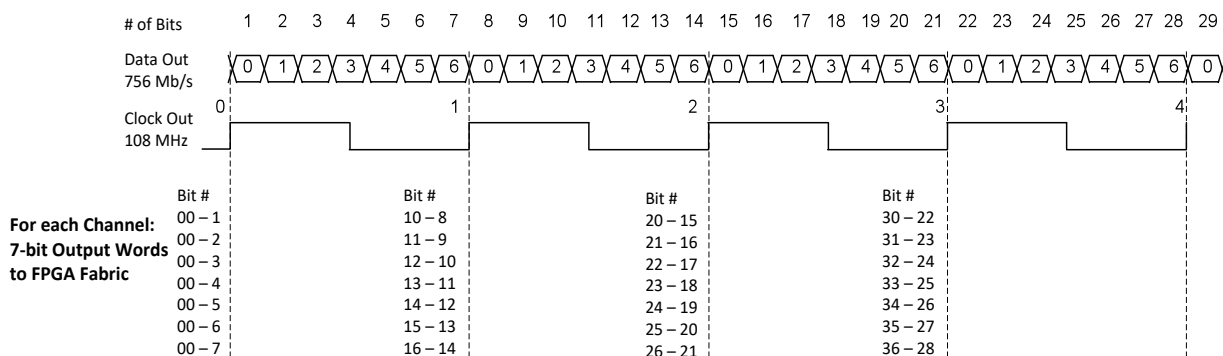 # of Bits 1 2 3 4 5 6 7 8 9 10 11 12 13 14 15 16 17 18 19 20 21 22 23 24 25 26 27 28 29
Data Out 0 1 2 3 4 5 6 0 1 2 3 4 5 6 0 1 2 3 4 5 6 0 1 2 3 4 5 6 0
756 Mb/s
0 1 2 3 4
Clock Out
108 MHz
Bit # Bit # Bit # Bit #
00 – 1 10 – 8 20 – 15 30 – 22
00 – 2 11 – 9 21 – 16 31 – 23
00 – 3 12 – 10 22 – 17 32 – 24
00 – 4 13 – 11 23 – 18 33 – 25
00 – 5 14 – 12 24 – 19 34 – 26
00 – 6 15 – 13 25 – 20 35 – 27
00 – 7 16 – 14 26 – 21 36 – 28
For each Channel:
7-bit Output Words
to FPGA Fabric